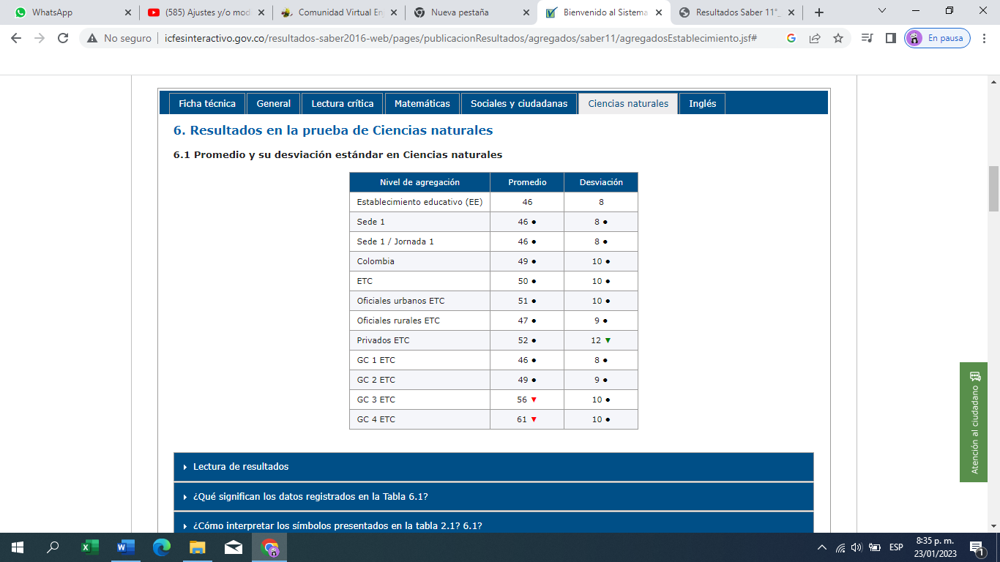 WhatsApp
(585) Ajustes y/o mod
Comunidad Virtual En
Nueva pestaña
Bienvenido al Sistema
Resultados Saber 11°_
No seguro icfesinteractivo.gov.co/resultados-saber2016-web/pages/publicacionResultados/agregados/saber11/agregadosEstablecimiento.jsf#
En pausa
Ficha técnica General Lectura crítica Matemáticas Sociales y ciudadanas Ciencias naturales Inglés
6. Resultados en la prueba de Ciencias naturales
6.1 Promedio y su desviación estándar en Ciencias naturales
Nivel de agregación Promedio Desviación
Establecimiento educativo (EE) 46 8
Sede 1 46 ● 8 ●
Sede 1 / Jornada 1 46 ● 8 ●
Colombia 49 ● 10 ●
ETC 50 ● 10 ●
Oficiales urbanos ETC 51 ● 10 ●
Oficiales rurales ETC 47 ● 9 ●
Privados ETC 52 ● 12 ▼
GC 1 ETC 46 ● 8 ●
GC 2 ETC 49 ● 9 ●
GC 3 ETC 56 ▼ 10 ●
GC 4 ETC 61 ▼ 10 ●
Lectura de resultados
¿Qué significan los datos registrados en la Tabla 6.1?
¿Cómo interpretar los símbolos presentados en la tabla 2.1? 6.1?
Atención al ciudadano
ESP
8:35 p. m.
23/01/2023
1